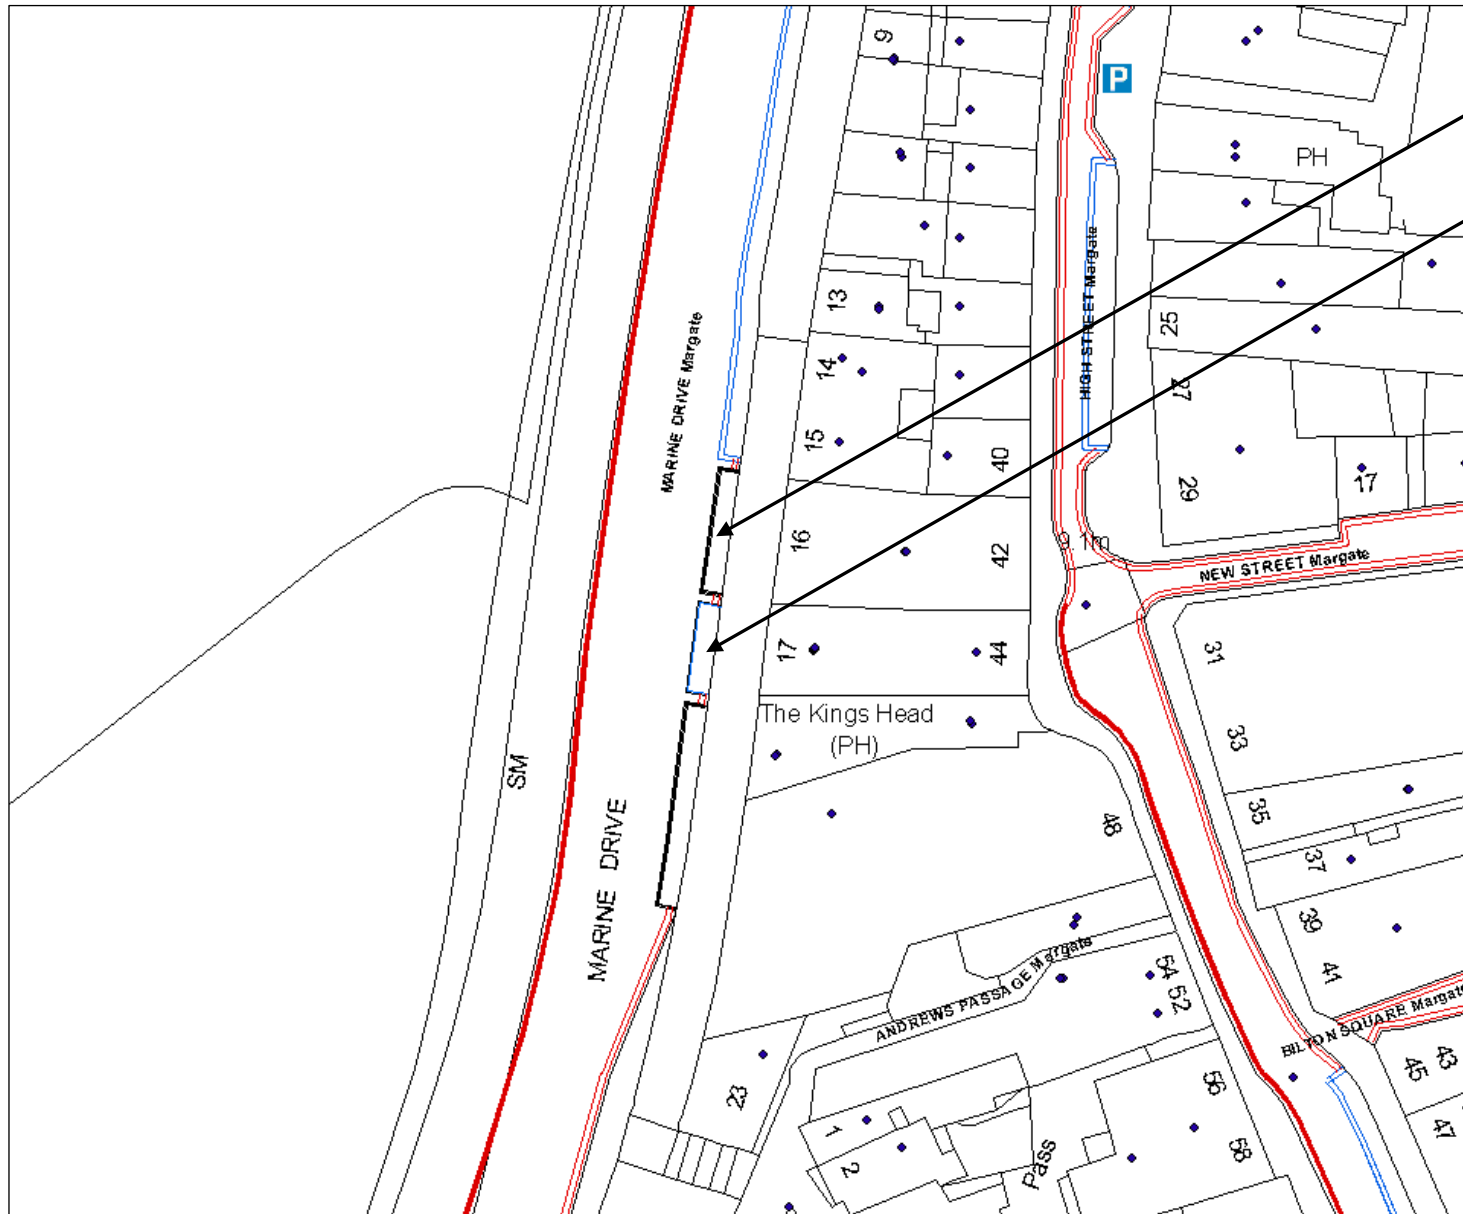 9
P
PH
HIGH STREET Margate
MARINE DRIVE Margate
13
25
14
27
15
40
29
17
16
42
9.1m
NEW STREET Margate
17
44
31
The Kings Head
(PH)
33
SM
MARINE DRIVE
35
48
37
39
41
ANDREWS PASSAGE Margate
54
52
BILTON SQUARE Margate
43
45
47
22
56
58
1
2
Pass